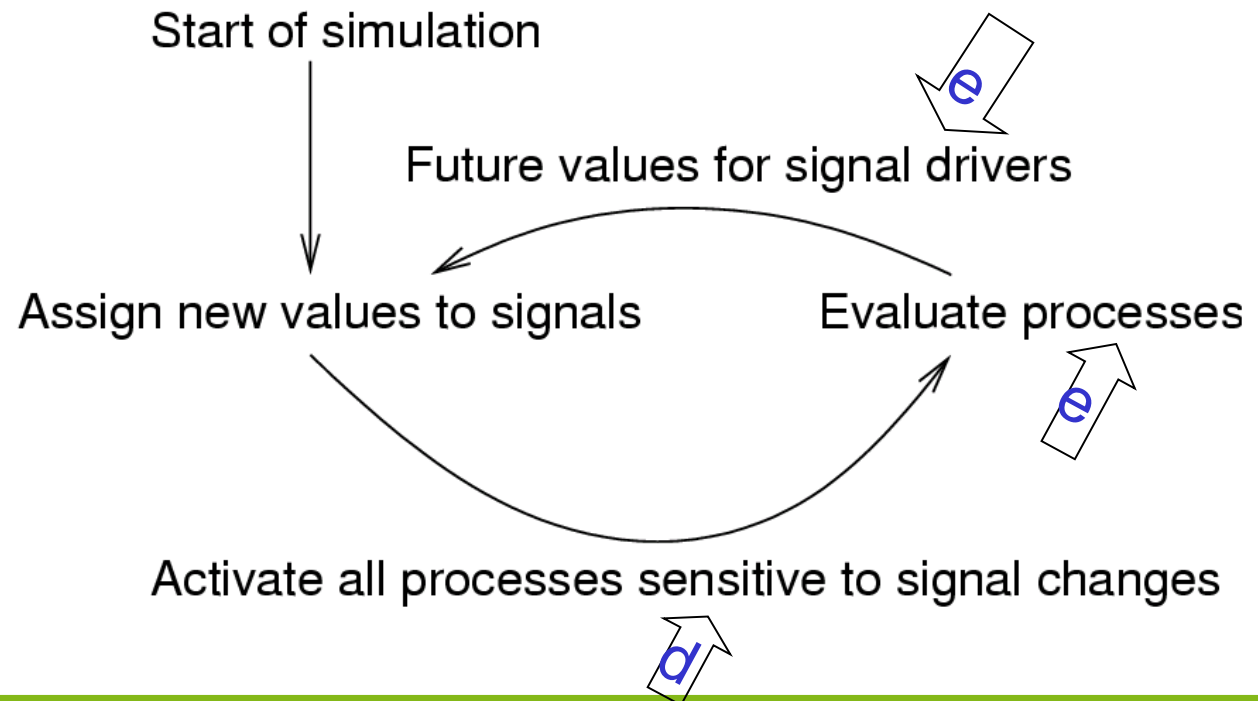 Start of simulation
e
Future values for signal drivers
Assign new values to signals
Evaluate processes
e
Activate all processes sensitive to signal changes
d